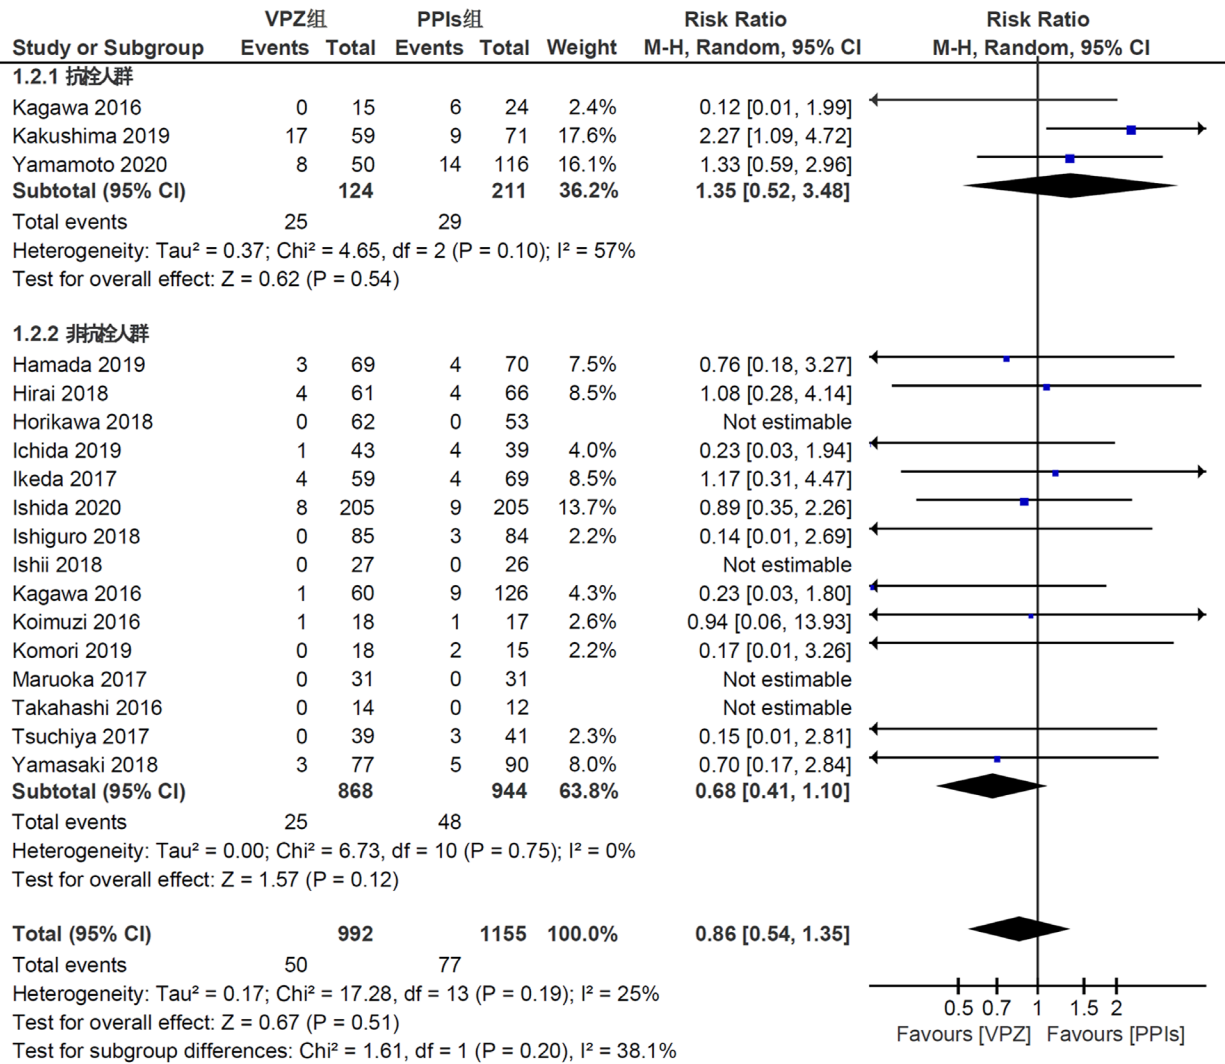 VPZ组 PPIs组 Risk Ratio Risk Ratio
Study or Subgroup Events Total Events Total Weight M-H, Random, 95% CI M-H, Random, 95% CI
1.2.1 抗栓人群
Kagawa 2016 0 15 6 24 2.4% 0.12 [0.01, 1.99]
Kakushima 2019 17 59 9 71 17.6% 2.27 [1.09, 4.72]
Yamamoto 2020 8 50 14 116 16.1% 1.33 [0.59, 2.96]
Subtotal (95% CI) 124 211 36.2% 1.35 [0.52, 3.48]
Total events 25 29
Heterogeneity: Tau² = 0.37; Chi² = 4.65, df = 2 (P = 0.10); I² = 57%
Test for overall effect: Z = 0.62 (P = 0.54)
1.2.2 非抗栓人群
Hamada 2019 3 69 4 70 7.5% 0.76 [0.18, 3.27]
Hirai 2018 4 61 4 66 8.5% 1.08 [0.28, 4.14]
Horikawa 2018 0 62 0 53 Not estimable
Ichida 2019 1 43 4 39 4.0% 0.23 [0.03, 1.94]
Ikeda 2017 4 59 4 69 8.5% 1.17 [0.31, 4.47]
Ishida 2020 8 205 9 205 13.7% 0.89 [0.35, 2.26]
Ishiguro 2018 0 85 3 84 2.2% 0.14 [0.01, 2.69]
Ishii 2018 0 27 0 26 Not estimable
Kagawa 2016 1 60 9 126 4.3% 0.23 [0.03, 1.80]
Koimuzi 2016 1 18 1 17 2.6% 0.94 [0.06, 13.93]
Komori 2019 0 18 2 15 2.2% 0.17 [0.01, 3.26]
Maruoka 2017 0 31 0 31 Not estimable
Takahashi 2016 0 14 0 12 Not estimable
Tsuchiya 2017 0 39 3 41 2.3% 0.15 [0.01, 2.81]
Yamasaki 2018 3 77 5 90 8.0% 0.70 [0.17, 2.84]
Subtotal (95% CI) 868 944 63.8% 0.68 [0.41, 1.10]
Total events 25 48
Heterogeneity: Tau² = 0.00; Chi² = 6.73, df = 10 (P = 0.75); I² = 0%
Test for overall effect: Z = 1.57 (P = 0.12)
Total (95% CI) 992 1155 100.0% 0.86 [0.54, 1.35]
Total events 50 77
Heterogeneity: Tau² = 0.17; Chi² = 17.28, df = 13 (P = 0.19); I² = 25%
Test for overall effect: Z = 0.67 (P = 0.51)
Test for subgroup differences: Chi² = 1.61, df = 1 (P = 0.20), I² = 38.1%
0.5 0.7 1 1.5 2
Favours [VPZ] Favours [PPIs]